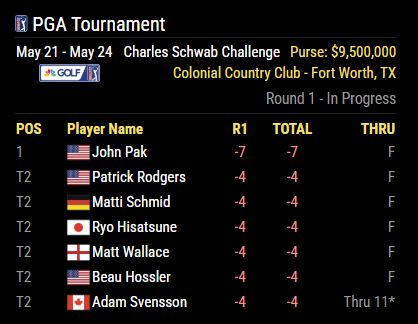 PGA Tournament
May 21 - May 24 Charles Schwab Challenge Purse: $9,500,000
GOLF Colonial Country Club - Fort Worth, TX
Round 1 - In Progress
POS Player Name R1 TOTAL THRU
1 John Pak -7 -7 F
T2 Patrick Rodgers -4 -4 F
T2 Matti Schmid -4 -4 F
T2 Ryo Hisatsune -4 -4 F
T2 Matt Wallace -4 -4 F
T2 Beau Hossler -4 -4 F
T2 Adam Svensson -4 -4 Thru 11*